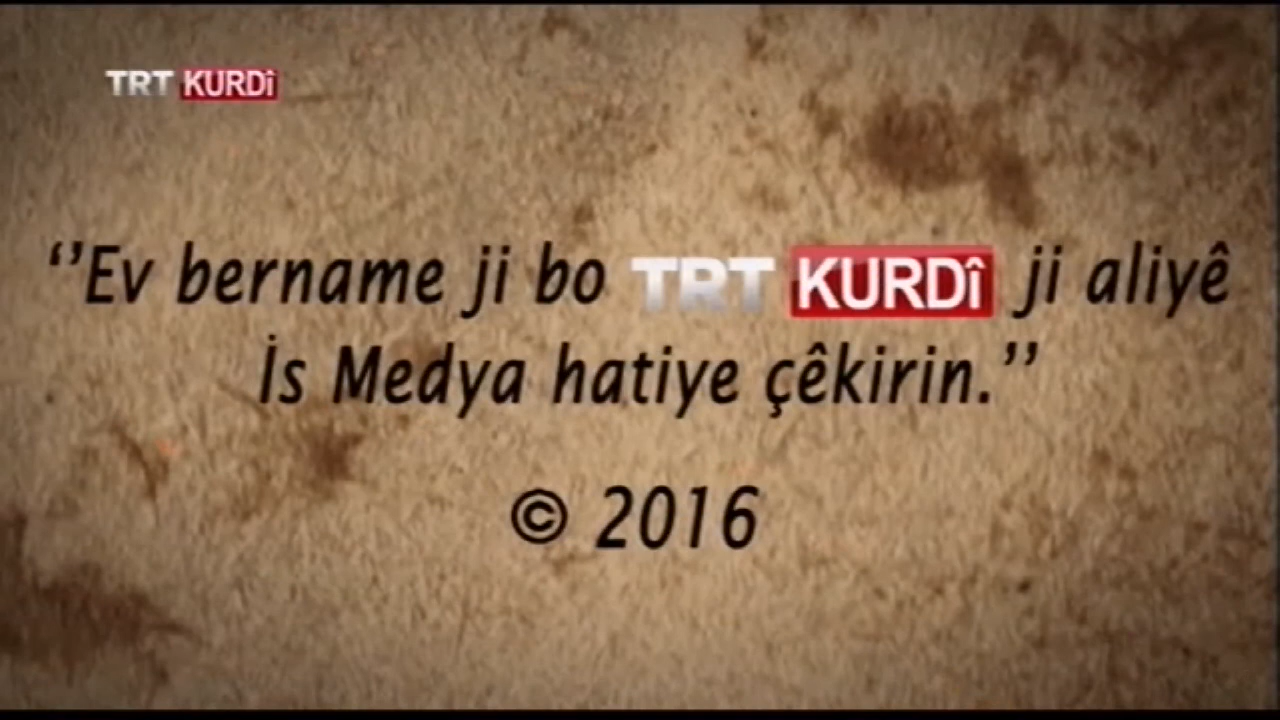 TRT KURDî
‘’Ev bername ji bo TRT KURDî ji aliyê
İs Medya hatiye çêkirin.’’
© 2016